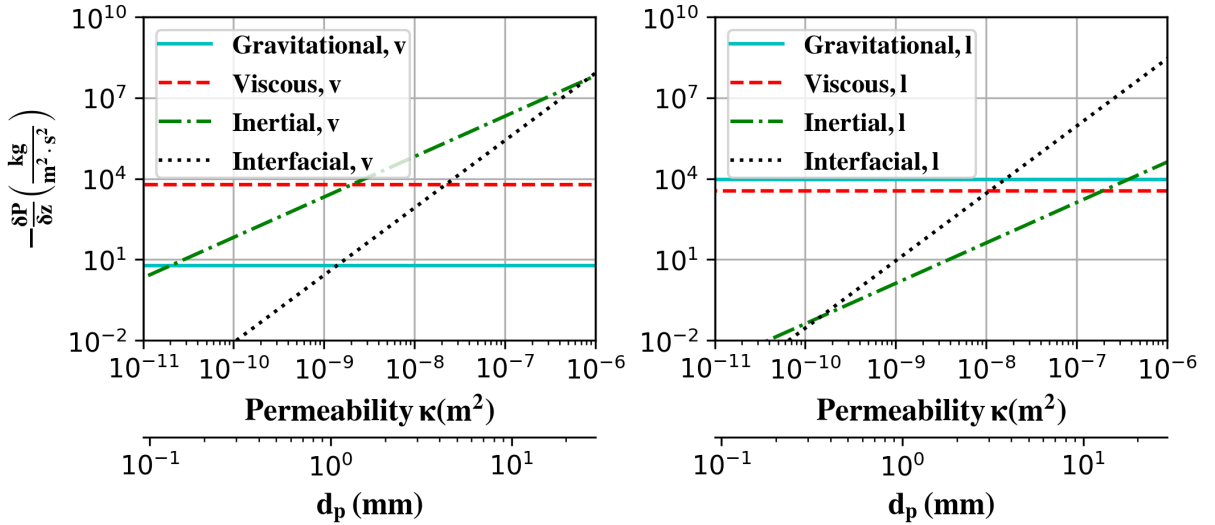 10^10
10^7
10^4
10^1
10^-2
−δP/δz (kg/m^2 · s^2)
Gravitational, v
Viscous, v
Inertial, v
Interfacial, v
10^-11 10^-10 10^-9 10^-8 10^-7 10^-6
Permeability κ(m^2)
10^-1 10^0 10^1
d_p (mm)
10^10
10^7
10^4
10^1
10^-2
Gravitational, l
Viscous, l
Inertial, l
Interfacial, l
10^-11 10^-10 10^-9 10^-8 10^-7 10^-6
Permeability κ(m^2)
10^-1 10^0 10^1
d_p (mm)